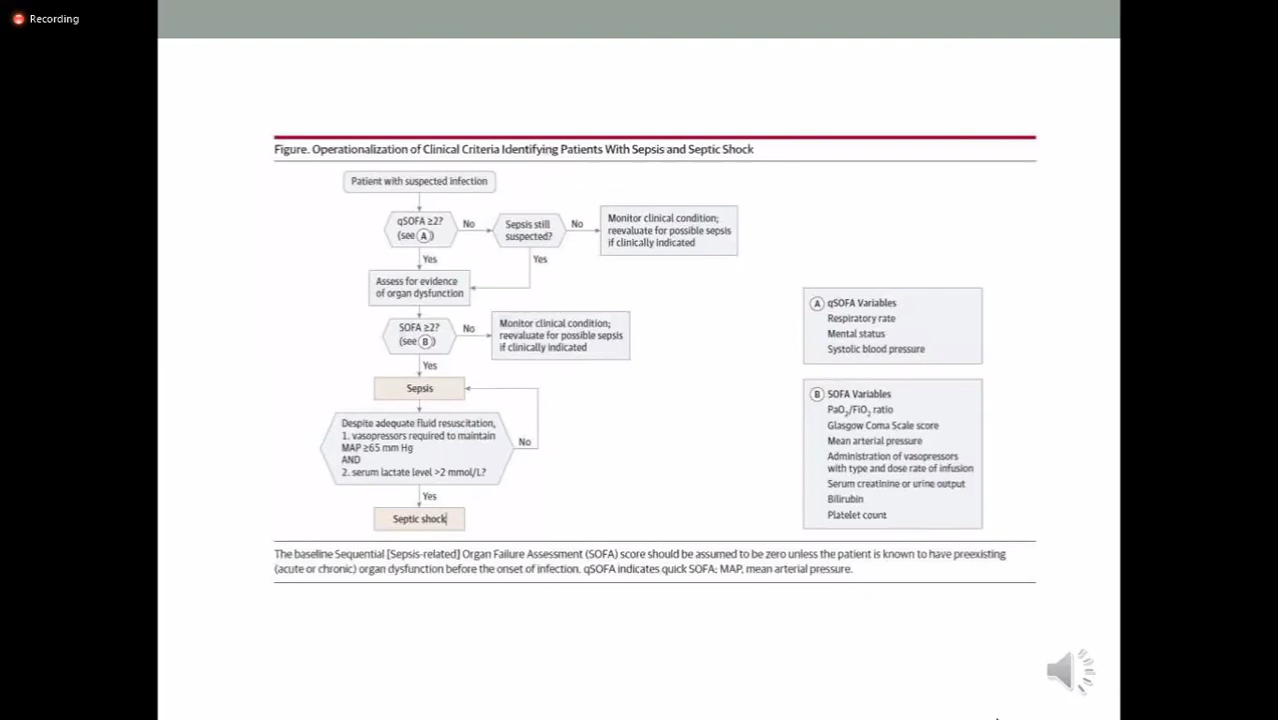 Recording
Figure. Operationalization of Clinical Criteria Identifying Patients With Sepsis and Septic Shock
Patient with suspected infection
qSOFA ≥2?
(see A)
No
Sepsis still
suspected?
No
Monitor clinical condition;
reevaluate for possible sepsis
if clinically indicated
Yes
Yes
Assess for evidence
of organ dysfunction
SOFA ≥2?
(see B)
No
Monitor clinical condition;
reevaluate for possible sepsis
if clinically indicated
Yes
Sepsis
Despite adequate fluid resuscitation,
1. vasopressors required to maintain
MAP ≥65 mm Hg
AND
2. serum lactate level >2 mmol/L?
No
Yes
Septic shock
A qSOFA Variables
Respiratory rate
Mental status
Systolic blood pressure
B SOFA Variables
PaO2/FiO2 ratio
Glasgow Coma Scale score
Mean arterial pressure
Administration of vasopressors
with type and dose rate of infusion
Serum creatinine or urine output
Bilirubin
Platelet count
The baseline Sequential [Sepsis-related] Organ Failure Assessment (SOFA) score should be assumed to be zero unless the patient is known to have preexisting
(acute or chronic) organ dysfunction before the onset of infection. qSOFA indicates quick SOFA; MAP, mean arterial pressure.